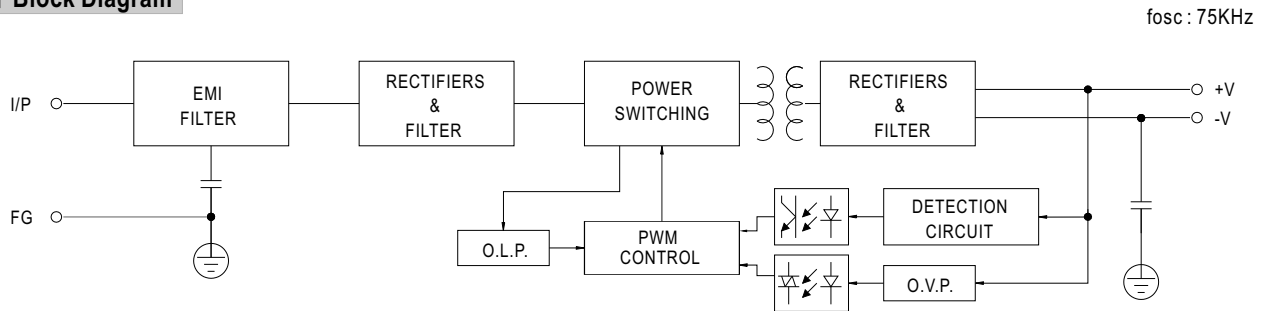 Block Diagram
fosc : 75KHz
I/P
EMI
FILTER
RECTIFIERS
&
FILTER
POWER
SWITCHING
RECTIFIERS
&
FILTER
+V
-V
FG
O.L.P.
PWM
CONTROL
DETECTION
CIRCUIT
O.V.P.